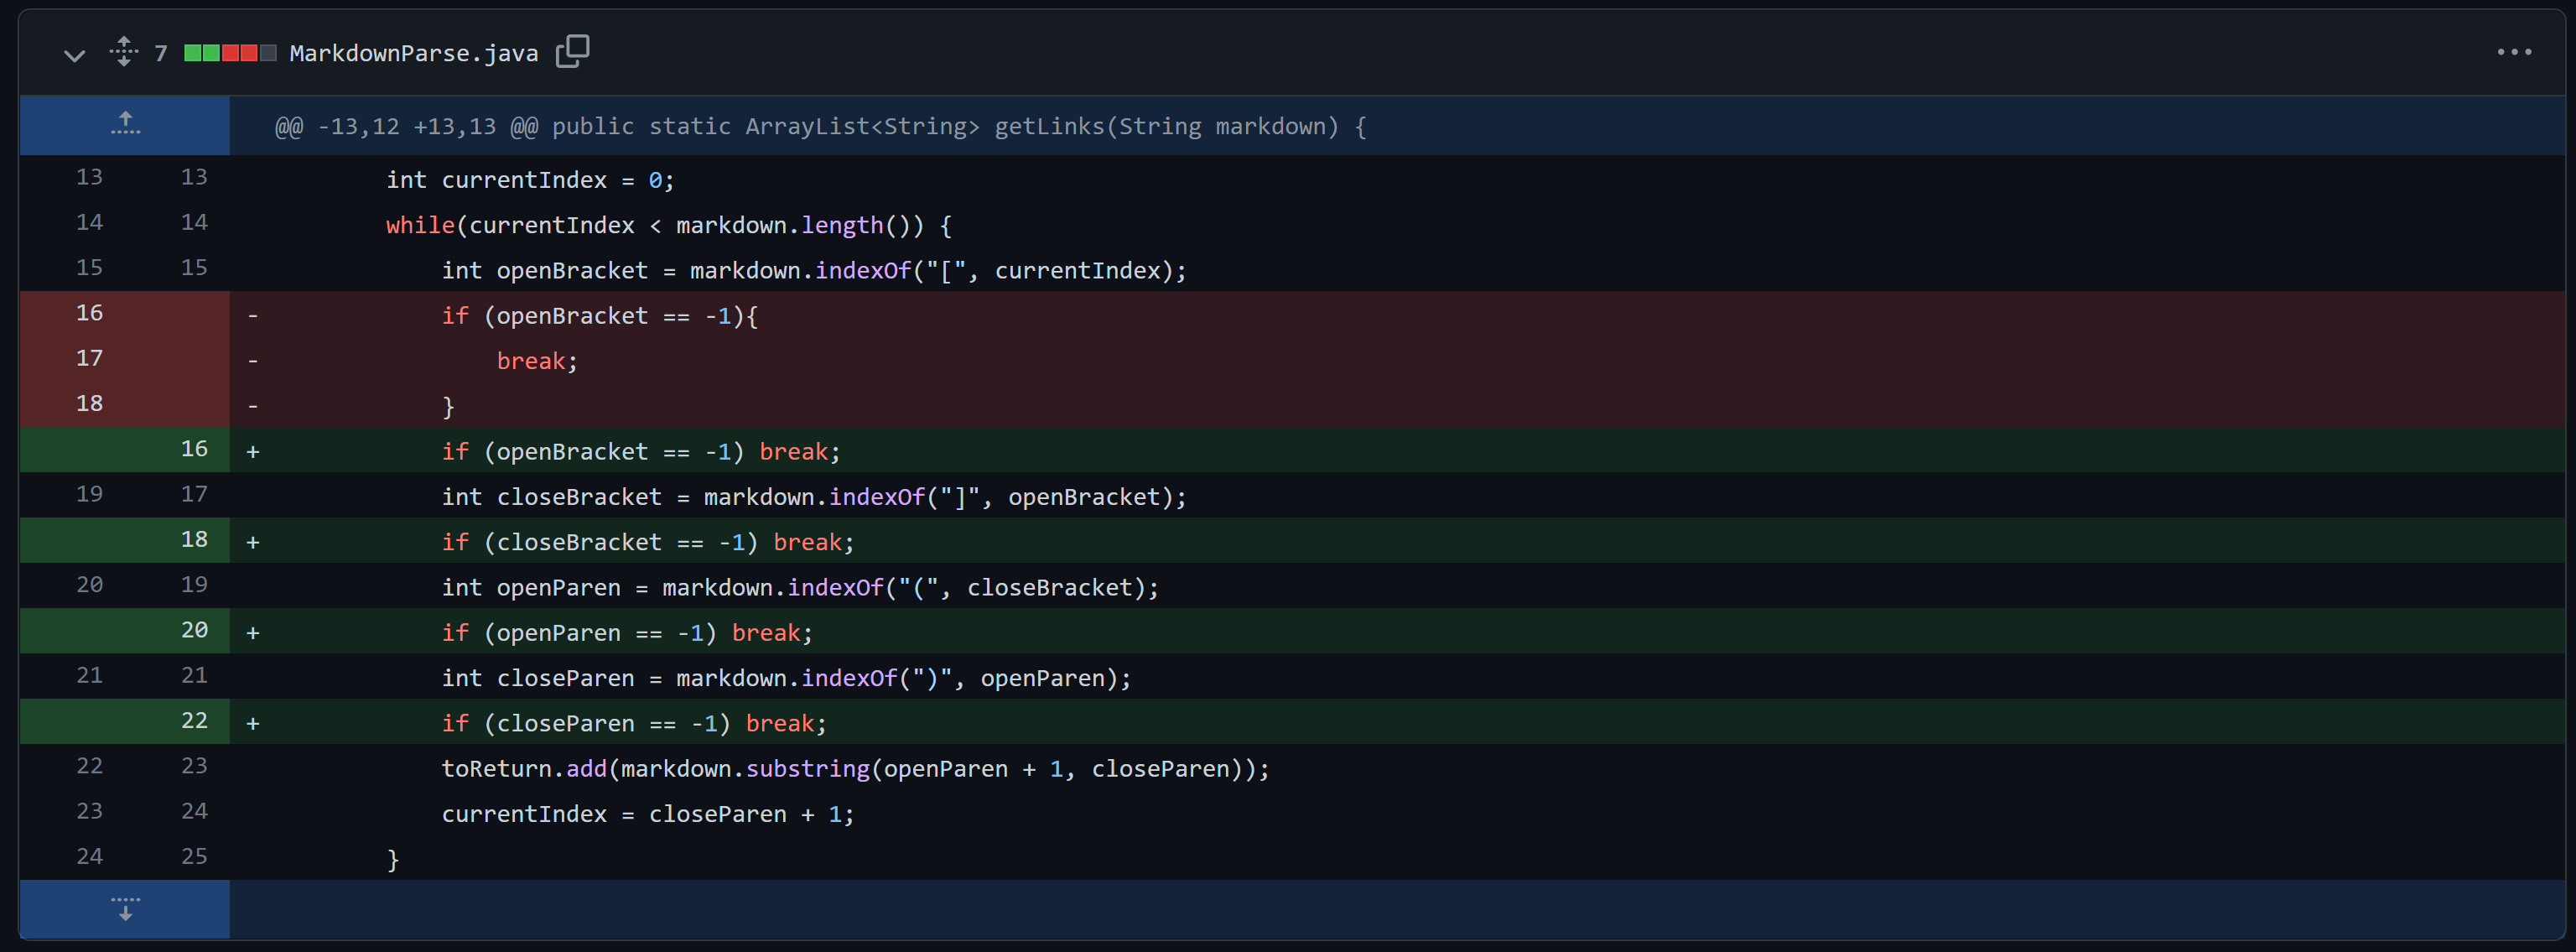 7 MarkdownParse.java
@@ -13,12 +13,13 @@ public static ArrayList<String> getLinks(String markdown) {
13 13 int currentIndex = 0;
14 14 while(currentIndex < markdown.length()) {
15 15 int openBracket = markdown.indexOf("[", currentIndex);
16 - if (openBracket == -1){
17 - break;
18 - }
16 + if (openBracket == -1) break;
19 17 int closeBracket = markdown.indexOf("]", openBracket);
18 + if (closeBracket == -1) break;
20 19 int openParen = markdown.indexOf("(", closeBracket);
20 + if (openParen == -1) break;
21 21 int closeParen = markdown.indexOf(")", openParen);
22 + if (closeParen == -1) break;
22 23 toReturn.add(markdown.substring(openParen + 1, closeParen));
23 24 currentIndex = closeParen + 1;
24 25 }